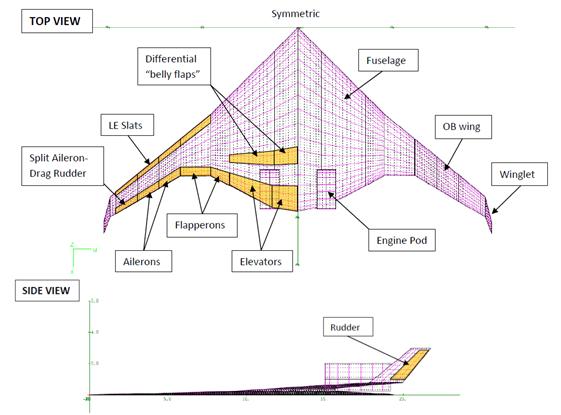 TOP VIEW
Symmetric
Differential
“belly flaps”
Fuselage
LE Slats
OB wing
Split Aileron-
Drag Rudder
Winglet
Flapperons
Engine Pod
Ailerons
Elevators
SIDE VIEW
Rudder